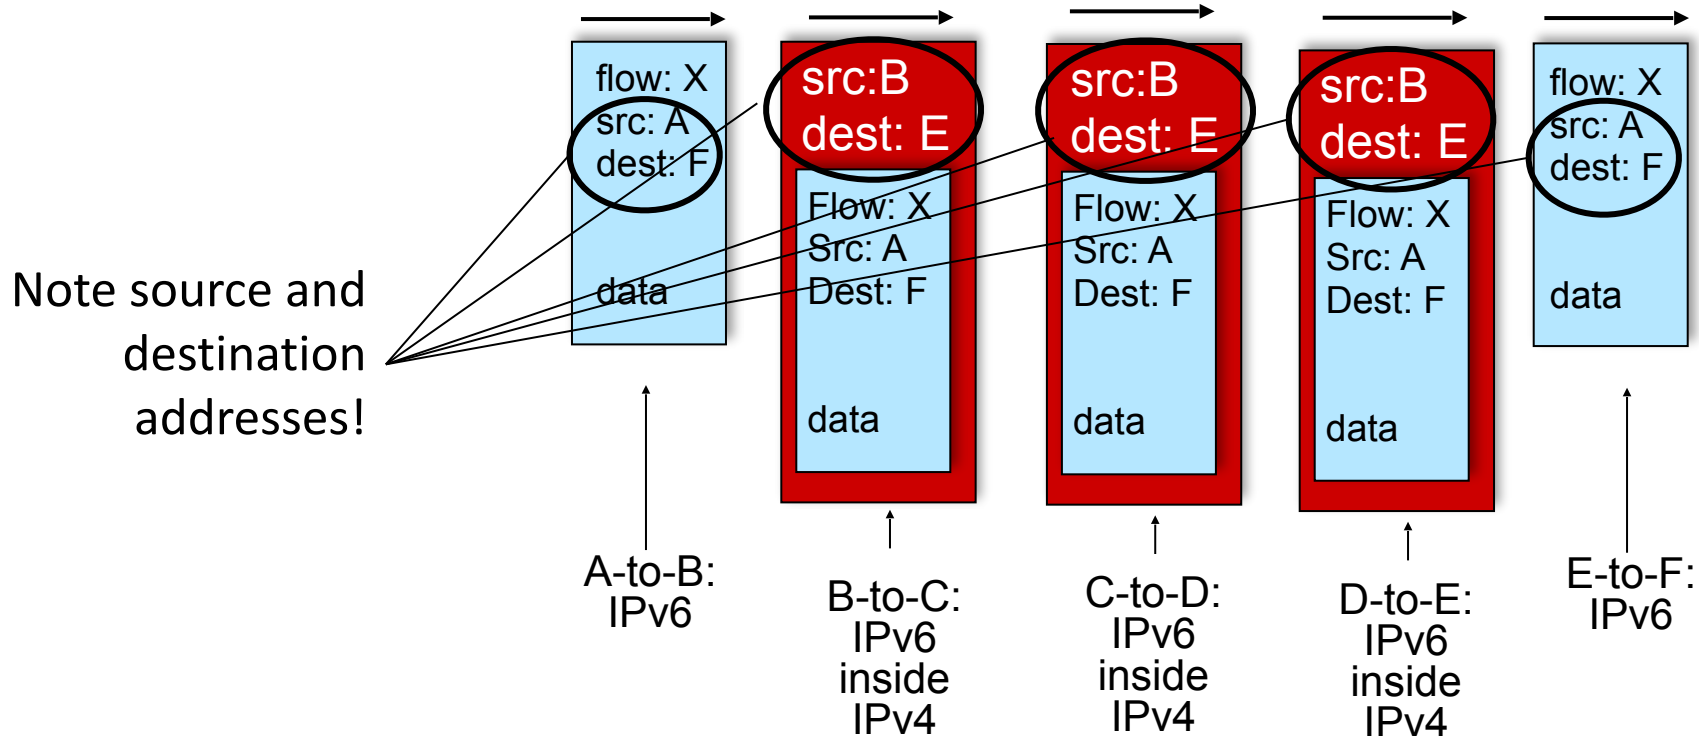 Note source and
destination
addresses!
flow: X
src: A
dest: F
data
A-to-B:
IPv6
src:B
dest: E
Flow: X
Src: A
Dest: F
data
B-to-C:
IPv6
inside
IPv4
src:B
dest: E
Flow: X
Src: A
Dest: F
data
C-to-D:
IPv6
inside
IPv4
src:B
dest: E
Flow: X
Src: A
Dest: F
data
D-to-E:
IPv6
inside
IPv4
flow: X
src: A
dest: F
data
E-to-F:
IPv6